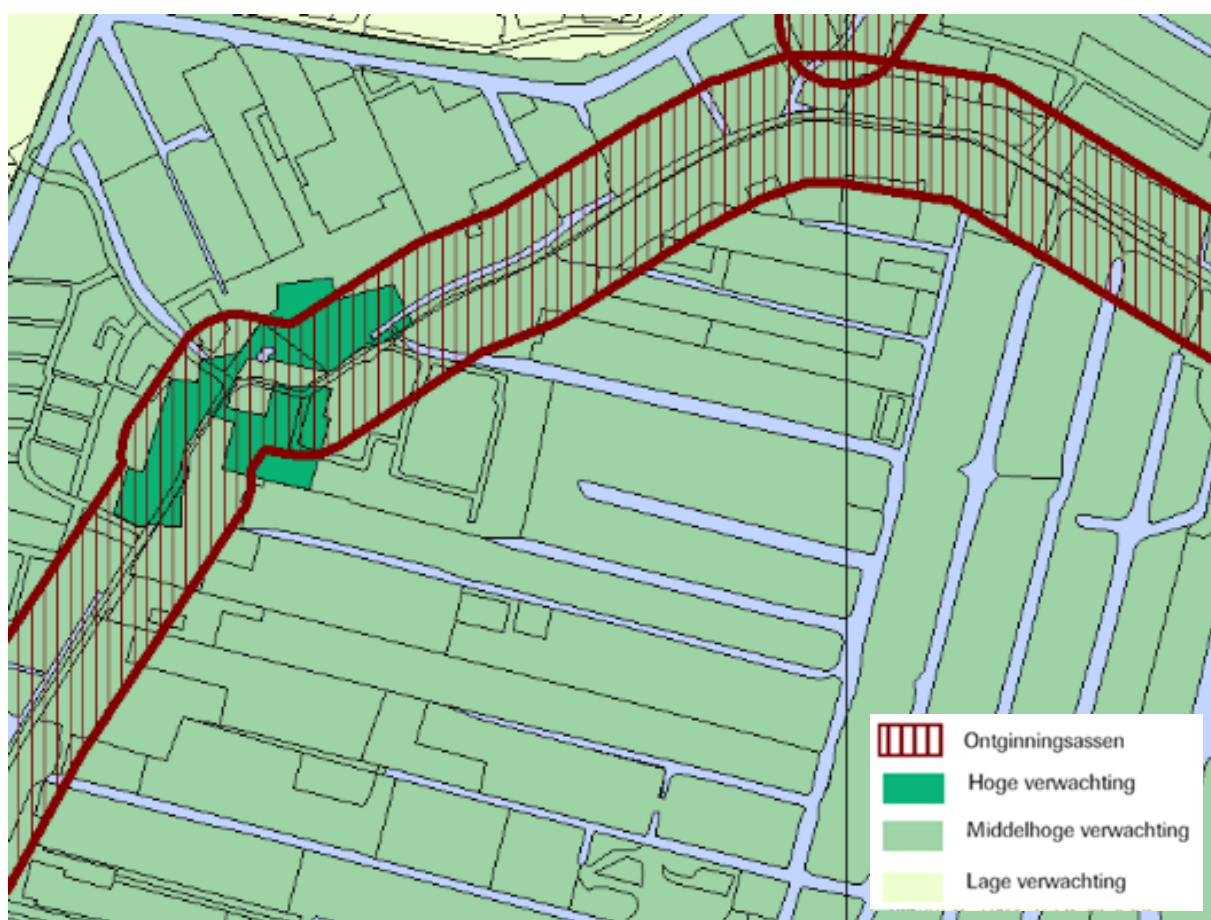 Ontginningsassen
Hoge verwachting
Middelhoge verwachting
Lage verwachting